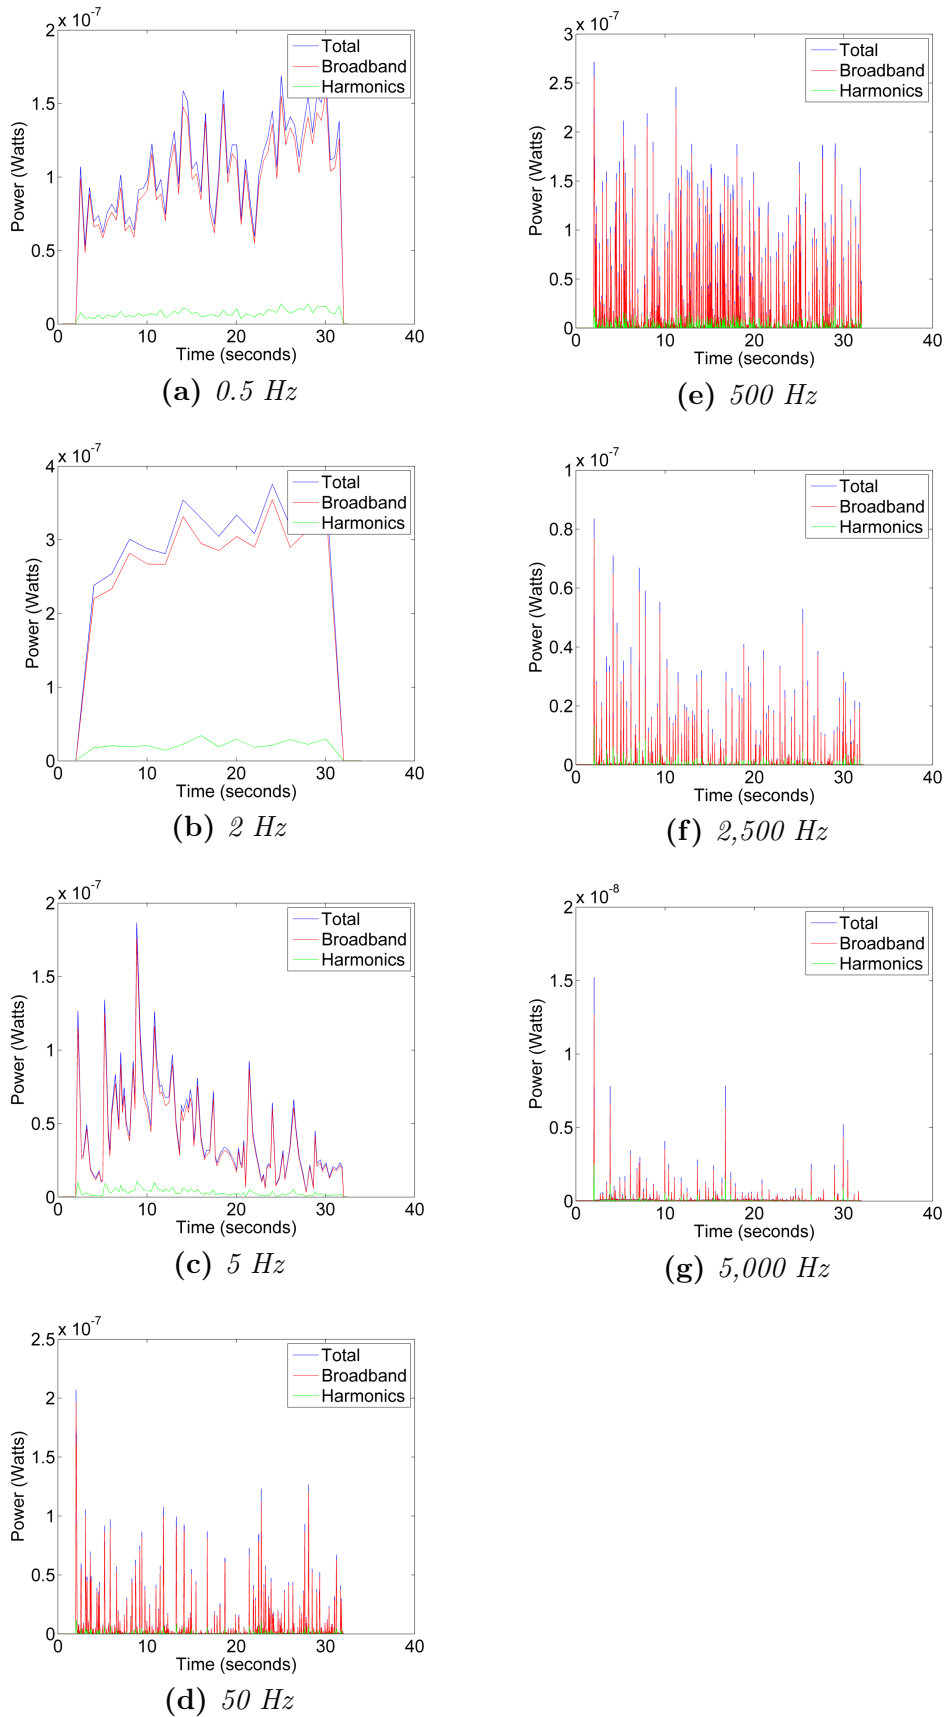 x 10-7
2
1.5
1
0.5
0
Power (Watts)
Total
Broadband
Harmonics
0 10 20 30 40
Time (seconds)
(a) 0.5 Hz
x 10-7
4
3
2
1
0
Power (Watts)
Total
Broadband
Harmonics
0 10 20 30 40
Time (seconds)
(b) 2 Hz
x 10-7
2
1.5
1
0.5
0
Power (Watts)
Total
Broadband
Harmonics
0 10 20 30 40
Time (seconds)
(c) 5 Hz
x 10-7
2.5
2
1.5
1
0.5
0
Power (Watts)
Total
Broadband
Harmonics
0 10 20 30 40
Time (seconds)
(d) 50 Hz
x 10-7
3
2.5
2
1.5
1
0.5
0
Power (Watts)
Total
Broadband
Harmonics
0 10 20 30 40
Time (seconds)
(e) 500 Hz
x 10-7
1
0.8
0.6
0.4
0.2
0
Power (Watts)
Total
Broadband
Harmonics
0 10 20 30 40
Time (seconds)
(f) 2,500 Hz
x 10-8
2
1.5
1
0.5
0
Power (Watts)
Total
Broadband
Harmonics
0 10 20 30 40
Time (seconds)
(g) 5,000 Hz